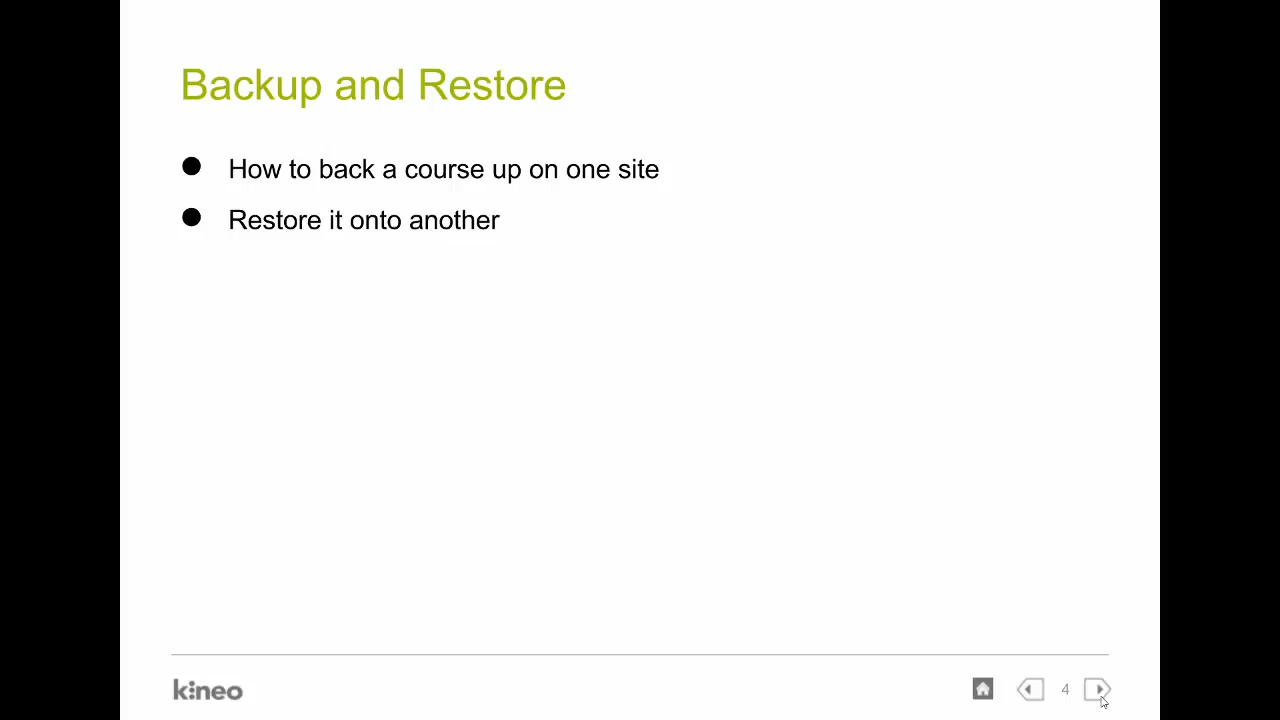 Backup and Restore
● How to back a course up on one site
● Restore it onto another
kineo
4